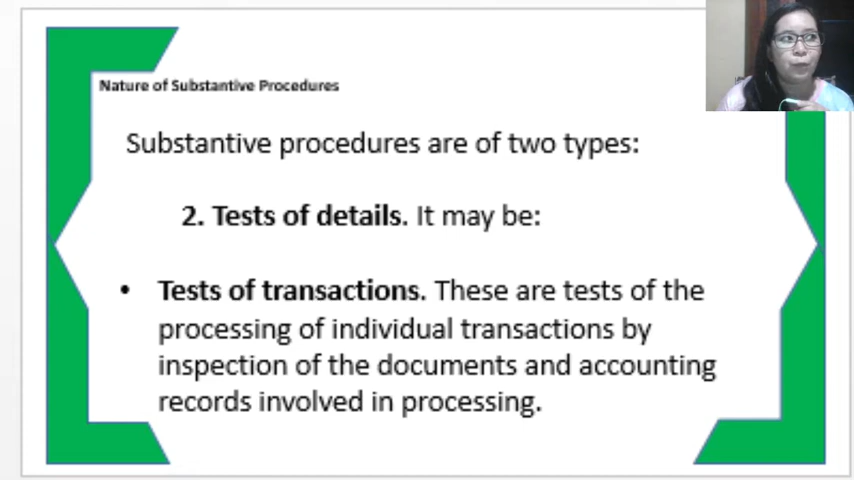 Nature of Substantive Procedures
Substantive procedures are of two types:
2. Tests of details. It may be:
• Tests of transactions. These are tests of the
processing of individual transactions by
inspection of the documents and accounting
records involved in processing.